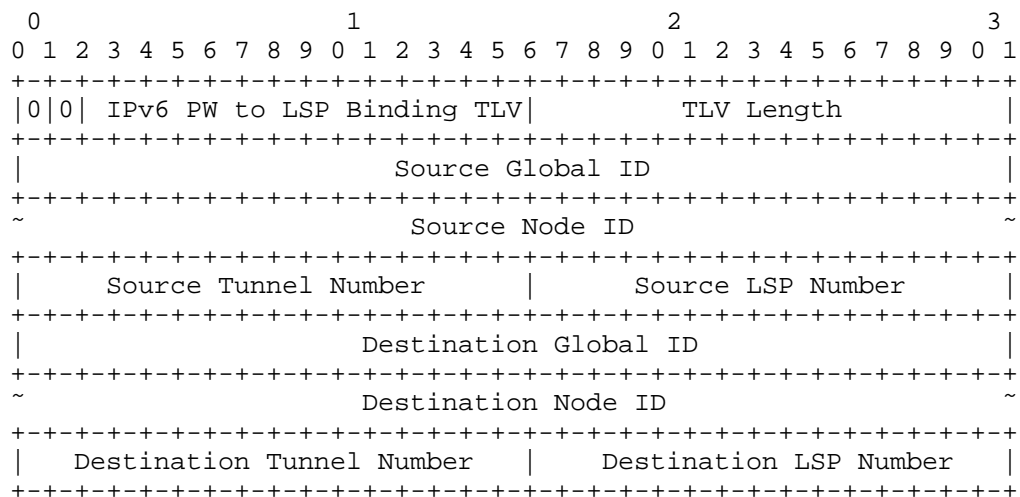 0                   1                   2                   3
0 1 2 3 4 5 6 7 8 9 0 1 2 3 4 5 6 7 8 9 0 1 2 3 4 5 6 7 8 9 0 1
+-+-+-+-+-+-+-+-+-+-+-+-+-+-+-+-+-+-+-+-+-+-+-+-+-+-+-+-+-+-+-+
|0|0| IPv6 PW to LSP Binding TLV|         TLV Length          |
+-+-+-+-+-+-+-+-+-+-+-+-+-+-+-+-+-+-+-+-+-+-+-+-+-+-+-+-+-+-+-+
|                       Source Global ID                      |
+-+-+-+-+-+-+-+-+-+-+-+-+-+-+-+-+-+-+-+-+-+-+-+-+-+-+-+-+-+-+-+
~                        Source Node ID                       ~
+-+-+-+-+-+-+-+-+-+-+-+-+-+-+-+-+-+-+-+-+-+-+-+-+-+-+-+-+-+-+-+
|     Source Tunnel Number      |      Source LSP Number      |
+-+-+-+-+-+-+-+-+-+-+-+-+-+-+-+-+-+-+-+-+-+-+-+-+-+-+-+-+-+-+-+
|                     Destination Global ID                   |
+-+-+-+-+-+-+-+-+-+-+-+-+-+-+-+-+-+-+-+-+-+-+-+-+-+-+-+-+-+-+-+
~                     Destination Node ID                     ~
+-+-+-+-+-+-+-+-+-+-+-+-+-+-+-+-+-+-+-+-+-+-+-+-+-+-+-+-+-+-+-+
|   Destination Tunnel Number   |    Destination LSP Number   |
+-+-+-+-+-+-+-+-+-+-+-+-+-+-+-+-+-+-+-+-+-+-+-+-+-+-+-+-+-+-+-+